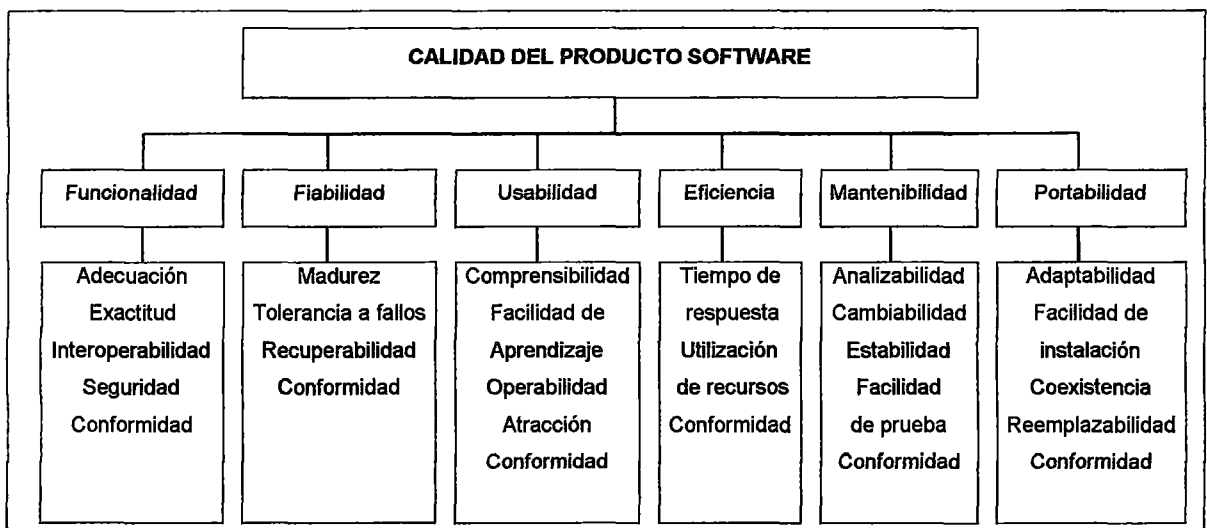 CALIDAD DEL PRODUCTO SOFTWARE
Funcionalidad
Fiabilidad
Usabilidad
Eficiencia
Mantenibilidad
Portabilidad
Adecuación
Exactitud
Interoperabilidad
Seguridad
Conformidad
Madurez
Tolerancia a fallos
Recuperabilidad
Conformidad
Comprensibilidad
Facilidad de
Aprendizaje
Operabilidad
Atracción
Conformidad
Tiempo de
respuesta
Utilización
de recursos
Conformidad
Analizabilidad
Cambiabilidad
Estabilidad
Facilidad
de prueba
Conformidad
Adaptabilidad
Facilidad de
instalación
Coexistencia
Reemplazabilidad
Conformidad